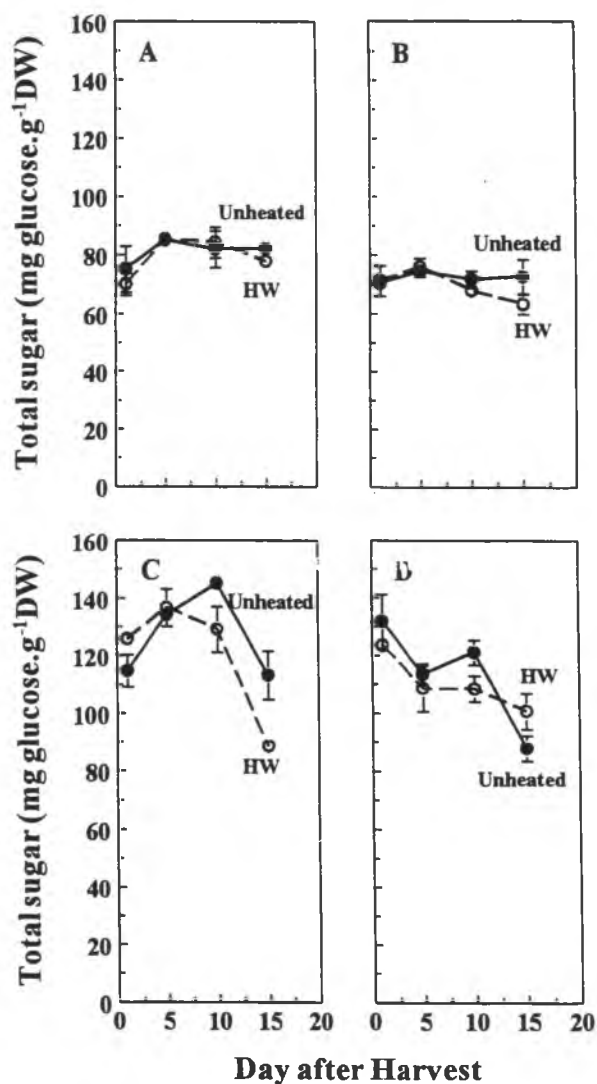 Total sugar (mg glucose.g-1DW)
160
140
120
100
80
60
40
20
0
A
Unheated
HW
B
Unheated
HW
Total sugar (mg glucose.g-1DW)
160
140
120
100
80
60
40
20
0
C
Unheated
HW
D
HW
Unheated
0 5 10 15 20
0 5 10 15 20
Day after Harvest